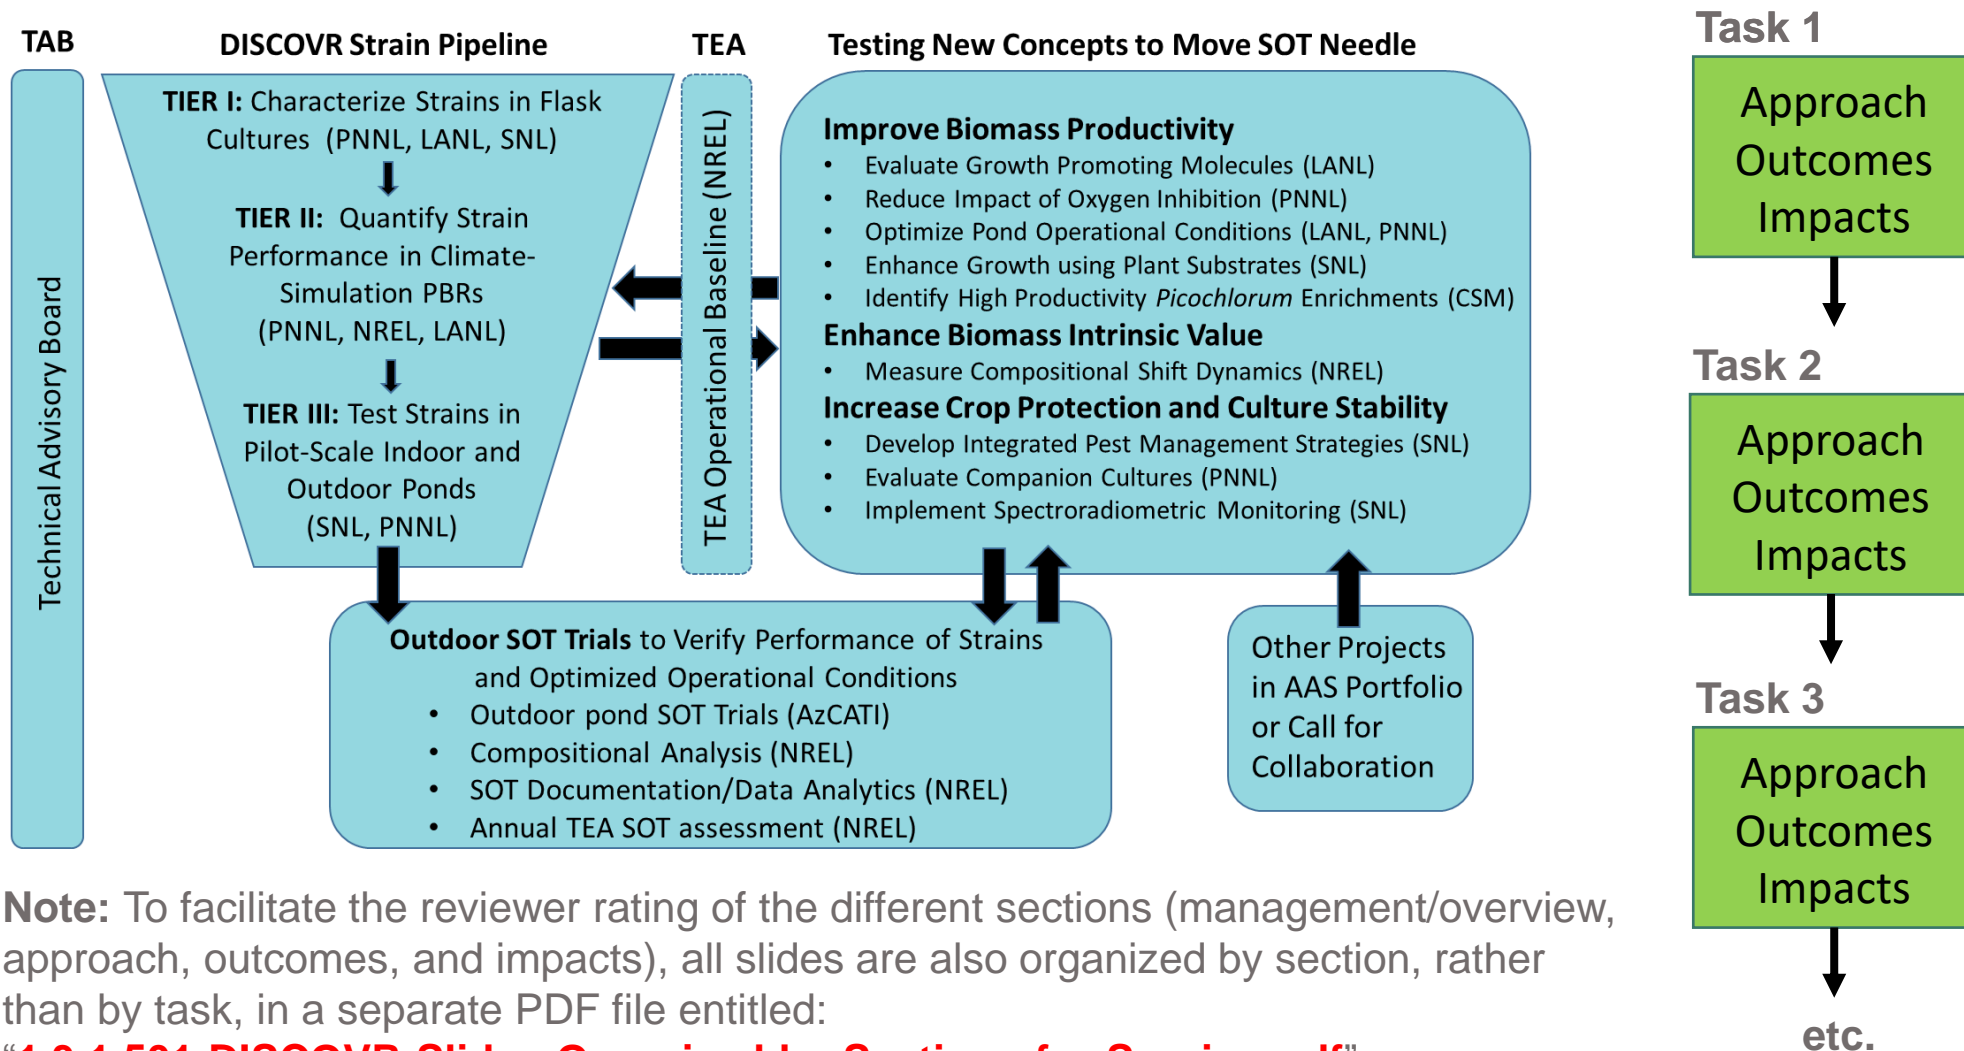 TAB
Technical Advisory Board
DISCOVR Strain Pipeline
TIER I: Characterize Strains in Flask
Cultures (PNNL, LANL, SNL)
TIER II: Quantify Strain
Performance in Climate-
Simulation PBRs
(PNNL, NREL, LANL)
TIER III: Test Strains in
Pilot-Scale Indoor and
Outdoor Ponds
(SNL, PNNL)
TEA
TEA Operational Baseline (NREL)
Testing New Concepts to Move SOT Needle
Improve Biomass Productivity
• Evaluate Growth Promoting Molecules (LANL)
• Reduce Impact of Oxygen Inhibition (PNNL)
• Optimize Pond Operational Conditions (LANL, PNNL)
• Enhance Growth using Plant Substrates (SNL)
• Identify High Productivity Picochlorum Enrichments (CSM)
Enhance Biomass Intrinsic Value
• Measure Compositional Shift Dynamics (NREL)
Increase Crop Protection and Culture Stability
• Develop Integrated Pest Management Strategies (SNL)
• Evaluate Companion Cultures (PNNL)
• Implement Spectroradiometric Monitoring (SNL)
Outdoor SOT Trials to Verify Performance of Strains
and Optimized Operational Conditions
• Outdoor pond SOT Trials (AzCATI)
• Compositional Analysis (NREL)
• SOT Documentation/Data Analytics (NREL)
• Annual TEA SOT assessment (NREL)
Other Projects
in AAS Portfolio
or Call for
Collaboration
Task 1
Approach
Outcomes
Impacts
Task 2
Approach
Outcomes
Impacts
Task 3
Approach
Outcomes
Impacts
etc.
Note: To facilitate the reviewer rating of the different sections (management/overview,
approach, outcomes, and impacts), all slides are also organized by section, rather
than by task, in a separate PDF file entitled: